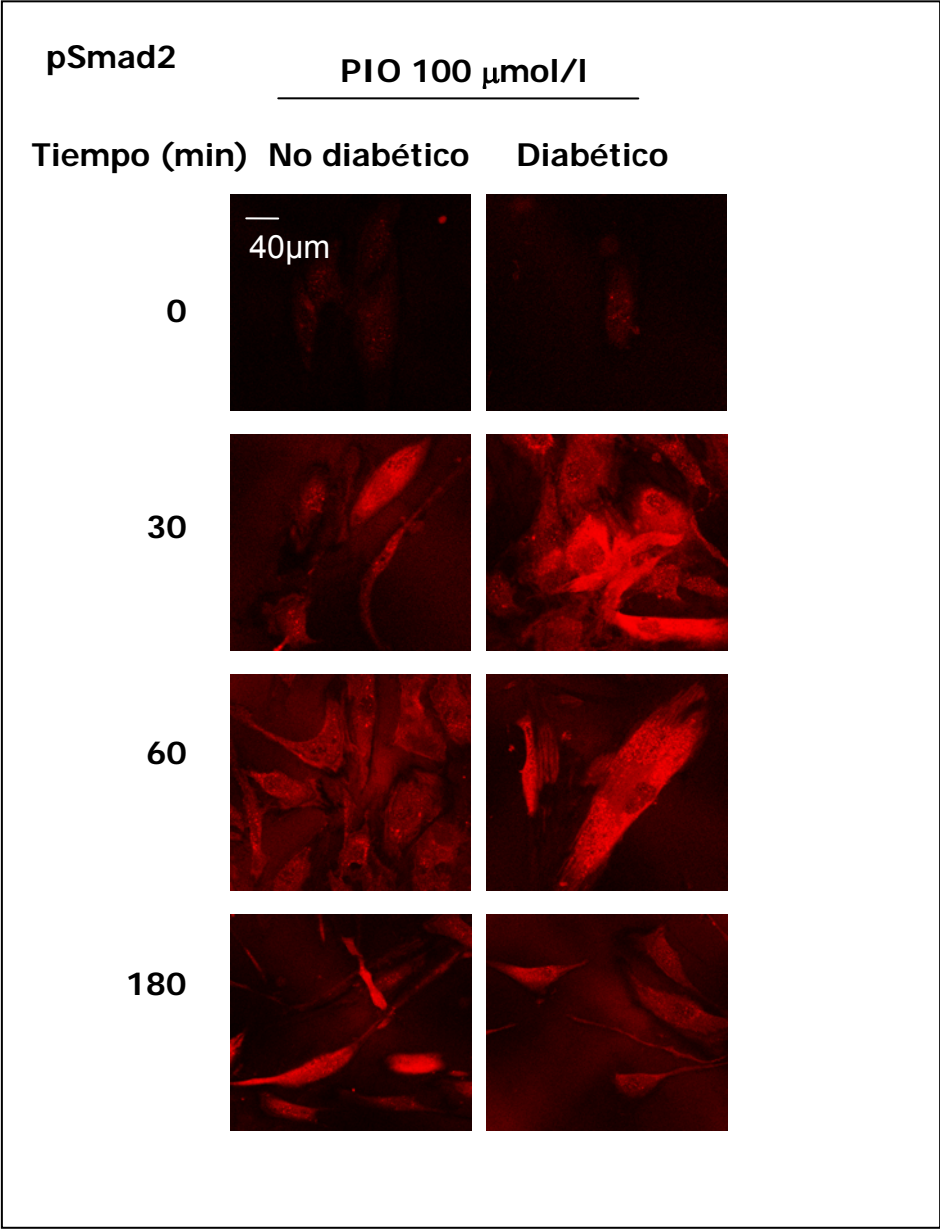 pSmad2
PIO 100 μmol/l
Tiempo (min) No diabético Diabético
40μm
0
30
60
180